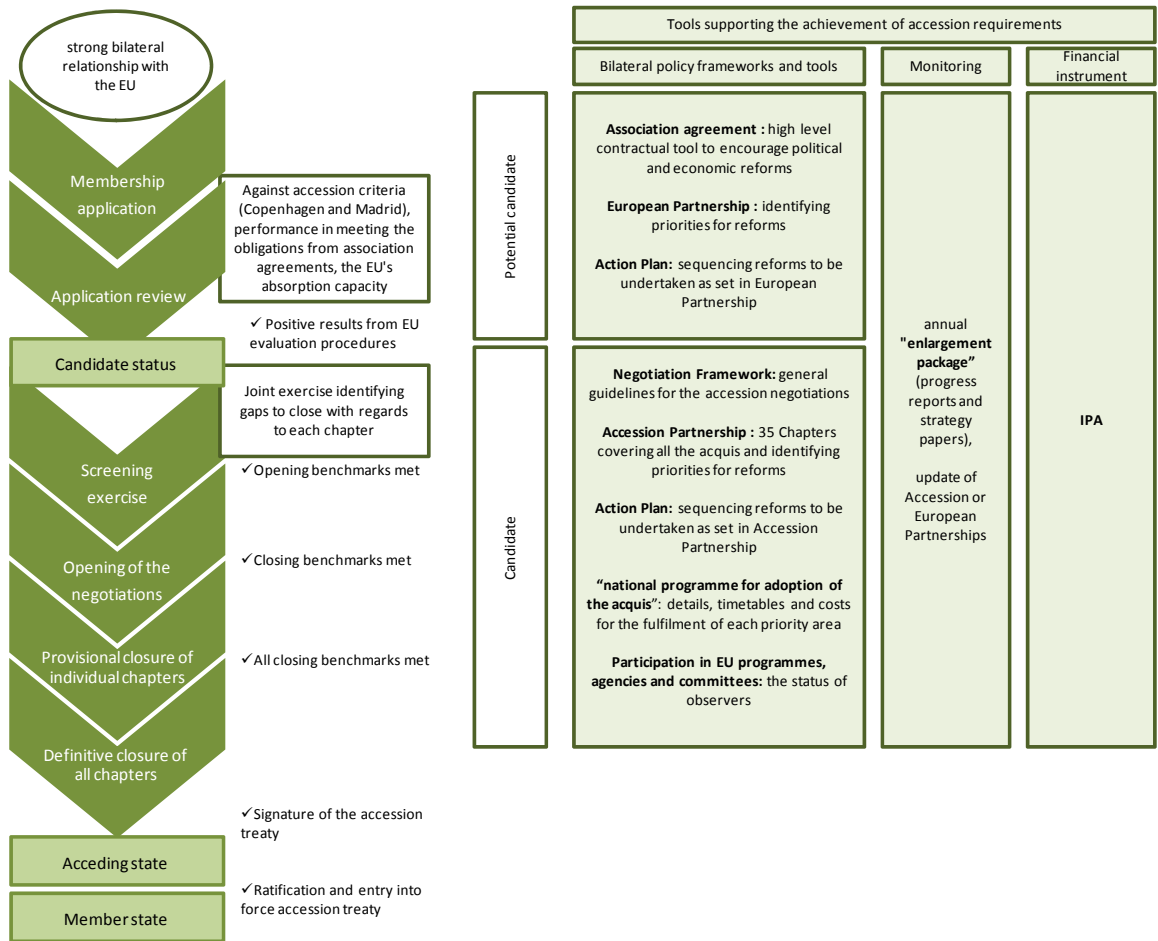 strong bilateral
relationship with
the EU
Membership
application
Application review
Against accession criteria
(Copenhagen and Madrid),
performance in meeting the
obligations from association
agreements, the EU's
absorption capacity
✓ Positive results from EU
evaluation procedures
Candidate status
Joint exercise identifying
gaps to close with regards
to each chapter
Screening
exercise
✓Opening benchmarks met
Opening of the
negotiations
✓Closing benchmarks met
Provisional closure of
individual chapters
✓All closing benchmarks met
Definitive closure of
all chapters
✓Signature of the accession
treaty
Acceding state
✓Ratification and entry into
force accession treaty
Member state
Tools supporting the achievement of accession requirements
Bilateral policy frameworks and tools
Monitoring
Financial
instrument
Potential candidate
Association agreement : high level
contractual tool to encourage political
and economic reforms
European Partnership : identifying
priorities for reforms
Action Plan: sequencing reforms to be
undertaken as set in European
Partnership
Candidate
Negotiation Framework: general
guidelines for the accession negotiations
Accession Partnership : 35 Chapters
covering all the acquis and identifying
priorities for reforms
Action Plan: sequencing reforms to be
undertaken as set in Accession
Partnership
“national programme for adoption of
the acquis”: details, timetables and costs
for the fulfilment of each priority area
Participation in EU programmes,
agencies and committees: the status of
observers
annual
"enlargement
package”
(progress
reports and
strategy
papers),
update of
Accession or
European
Partnerships
IPA